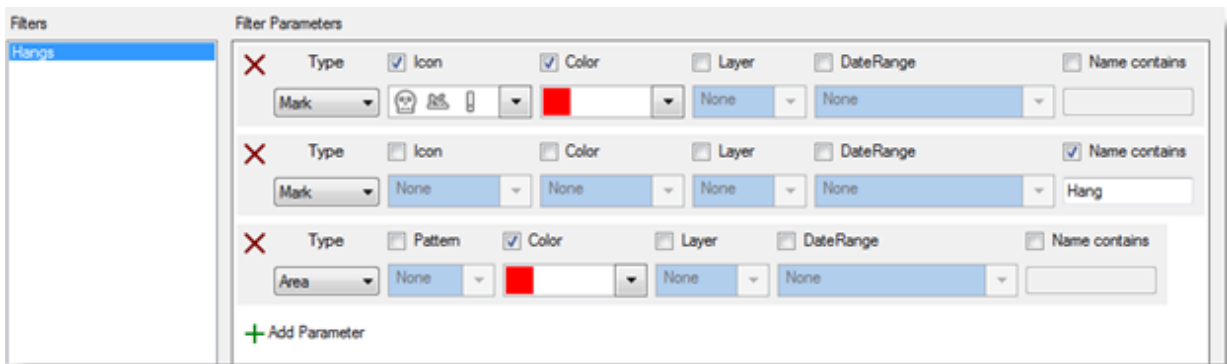 Filters Filter Parameters
Hangs
Type Icon Color Layer DateRange Name contains
Mark None None
Type Icon Color Layer DateRange Name contains
Mark None None None None Hang
Type Pattern Color Layer DateRange Name contains
Area None None None
Add Parameter